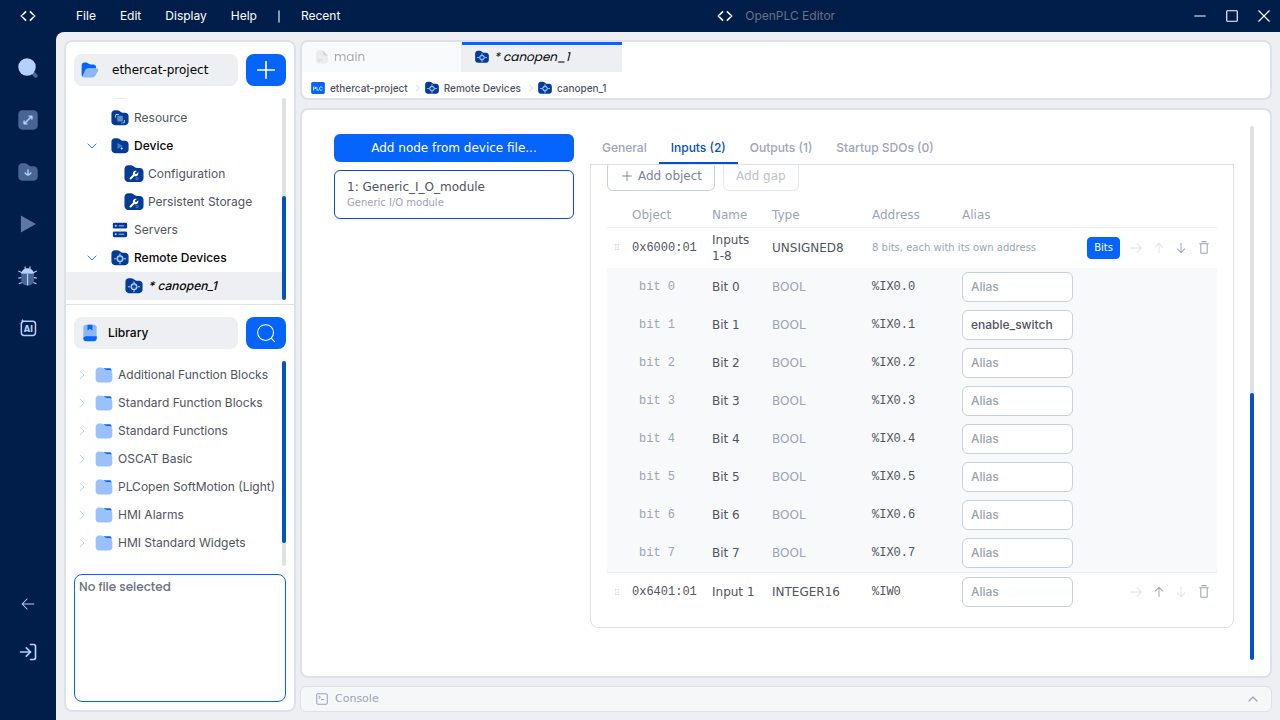 File Edit Display Help | Recent
OpenPLC Editor
ethercat-project
Resource
Device
Configuration
Persistent Storage
Servers
Remote Devices
* canopen_1
Library
Additional Function Blocks
Standard Function Blocks
Standard Functions
OSCAT Basic
PLCopen SoftMotion (Light)
HMI Alarms
HMI Standard Widgets
No file selected
AI
main
* canopen_1
PLC ethercat-project Remote Devices canopen_1
Add node from device file...
1: Generic_I_O_module
Generic I/O module
General Inputs (2) Outputs (1) Startup SDOs (0)
Add object Add gap
Object Name Type Address Alias
0x6000:01 Inputs 1-8 UNSIGNED8 8 bits, each with its own address Bits
bit 0 Bit 0 BOOL %IX0.0 Alias
bit 1 Bit 1 BOOL %IX0.1 enable_switch
bit 2 Bit 2 BOOL %IX0.2 Alias
bit 3 Bit 3 BOOL %IX0.3 Alias
bit 4 Bit 4 BOOL %IX0.4 Alias
bit 5 Bit 5 BOOL %IX0.5 Alias
bit 6 Bit 6 BOOL %IX0.6 Alias
bit 7 Bit 7 BOOL %IX0.7 Alias
0x6401:01 Input 1 INTEGER16 %IW0 Alias
Console